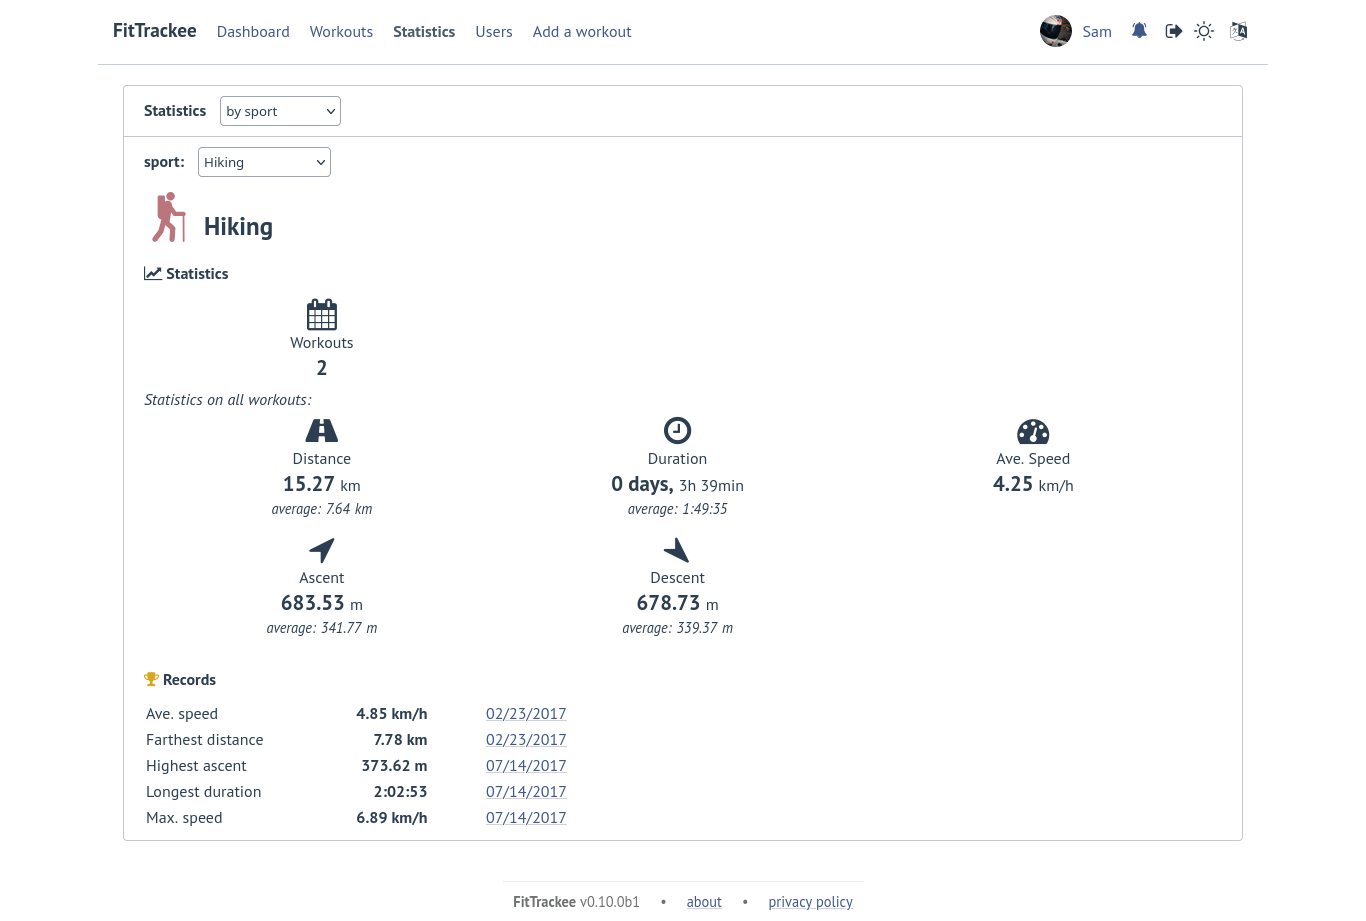 FitTrackee Dashboard Workouts Statistics Users Add a workout Sam
Statistics by sport
sport: Hiking
Hiking
Statistics
Workouts
2
Statistics on all workouts:
Distance Duration Ave. Speed
15.27 km 0 days, 3h 39min 4.25 km/h
average: 7.64 km average: 1:49:35
Ascent Descent
683.53 m 678.73 m
average: 341.77 m average: 339.37 m
Records
Ave. speed 4.85 km/h 02/23/2017
Farthest distance 7.78 km 02/23/2017
Highest ascent 373.62 m 07/14/2017
Longest duration 2:02:53 07/14/2017
Max. speed 6.89 km/h 07/14/2017
FitTrackee v0.10.0b1 • about • privacy policy